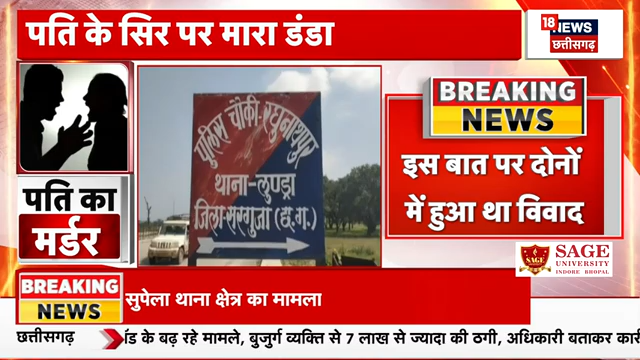 पति के सिर पर मारा डंडा
18
NEWS
छत्तीसगढ़
पुलिस चौकी-रघुनाथपुर
थाना-लुण्ड्रा
जिला-सरगुजा (छ.ग.)
BREAKING
NEWS
इस बात पर दोनों
में हुआ था विवाद
पति का
मर्डर
SAGE
UNIVERSITY
INDORE BHOPAL
BREAKING
NEWS
सुपेला थाना क्षेत्र का मामला
छत्तीसगढ़
के बढ़ रहे मामले, बुजुर्ग व्यक्ति से 7 लाख से ज्यादा की ठगी, अधिकारी बताकर